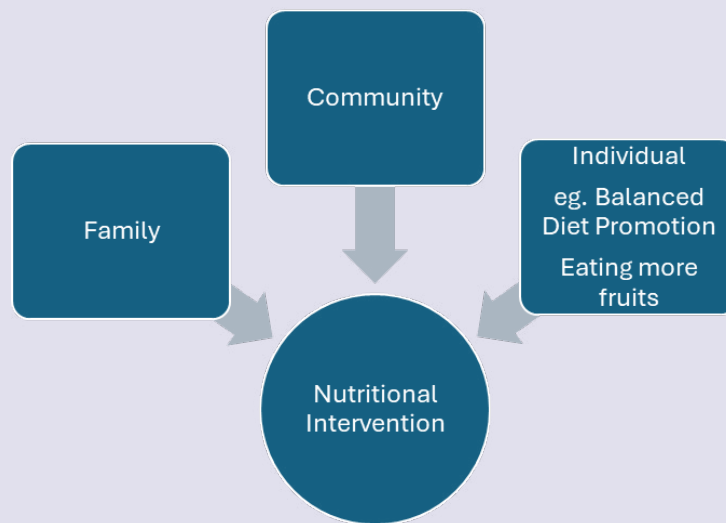 Community
Family
Individual
eg. Balanced
Diet Promotion
Eating more
fruits
Nutritional
Intervention